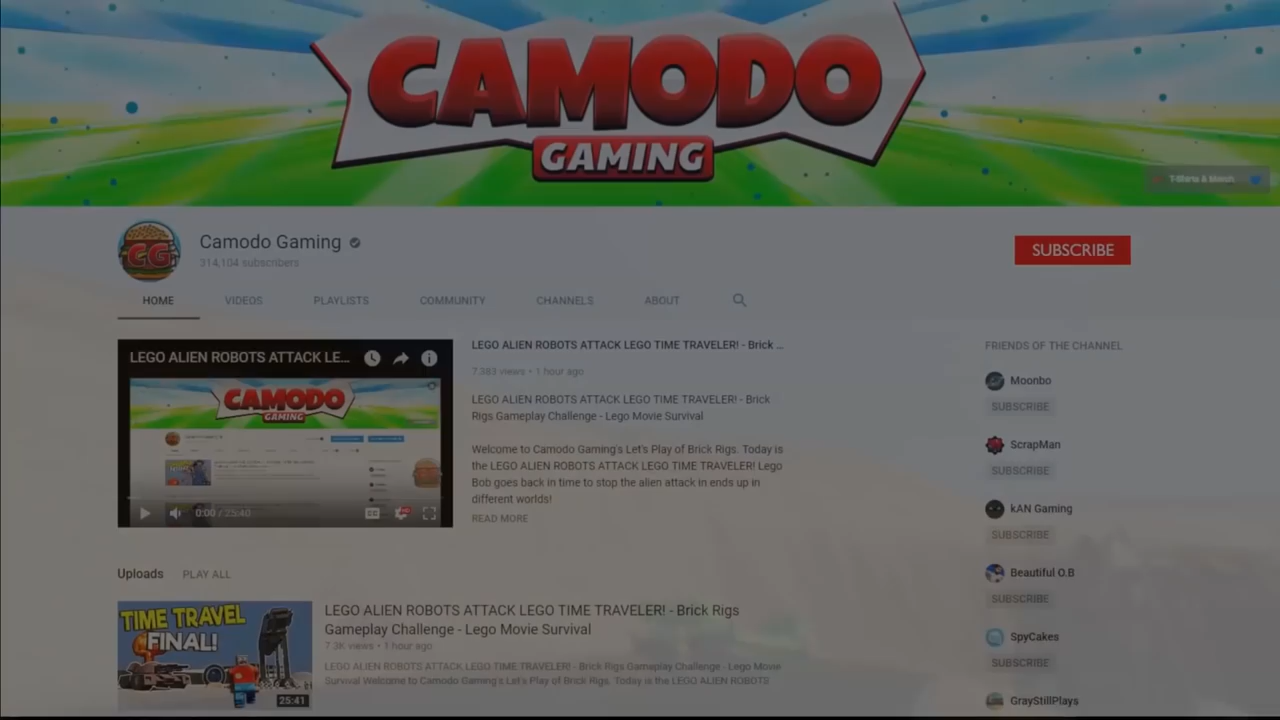 CAMODO
GAMING
T-Shirts & Merch
CG
Camodo Gaming
314,104 subscribers
SUBSCRIBE
HOME VIDEOS PLAYLISTS COMMUNITY CHANNELS ABOUT
LEGO ALIEN ROBOTS ATTACK LE...
CAMODO
GAMING
0:00 / 25:40
LEGO ALIEN ROBOTS ATTACK LEGO TIME TRAVELER! - Brick ...
7,383 views • 1 hour ago
LEGO ALIEN ROBOTS ATTACK LEGO TIME TRAVELER! - Brick
Rigs Gameplay Challenge - Lego Movie Survival
Welcome to Camodo Gaming's Let's Play of Brick Rigs. Today is
the LEGO ALIEN ROBOTS ATTACK LEGO TIME TRAVELER! Lego
Bob goes back in time to stop the alien attack in ends up in
different worlds!
READ MORE
FRIENDS OF THE CHANNEL
Moonbo
SUBSCRIBE
ScrapMan
SUBSCRIBE
kAN Gaming
SUBSCRIBE
Beautiful O.B
SUBSCRIBE
SpyCakes
SUBSCRIBE
GrayStillPlays
Uploads PLAY ALL
TIME TRAVEL
FINAL!
25:41
LEGO ALIEN ROBOTS ATTACK LEGO TIME TRAVELER! - Brick Rigs
Gameplay Challenge - Lego Movie Survival
7.3K views • 1 hour ago
LEGO ALIEN ROBOTS ATTACK LEGO TIME TRAVELER! - Brick Rigs Gameplay Challenge - Lego Movie
Survival Welcome to Camodo Gaming's Let's Play of Brick Rigs. Today is the LEGO ALIEN ROBOTS